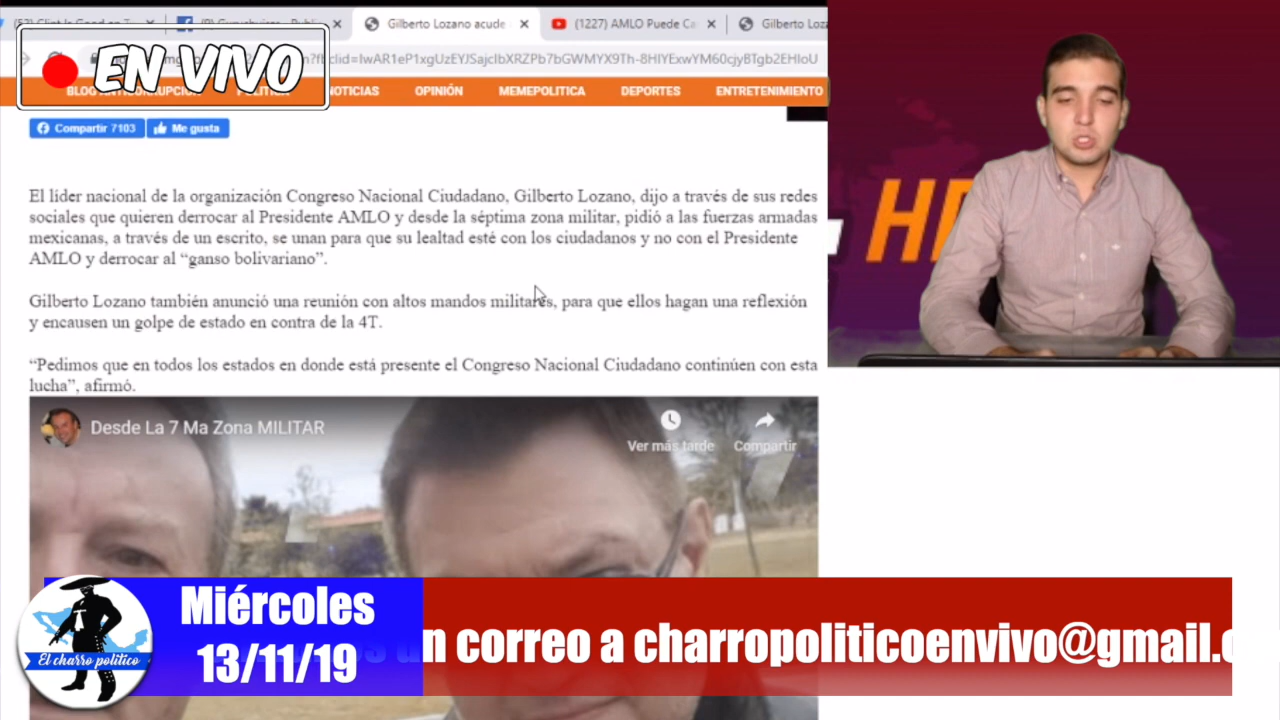 Gilberto Lozano acude
(1227) AMLO Puede Ca
Gilberto Loz
EN VIVO
NOTICIAS OPINIÓN MEMEPOLITICA DEPORTES ENTRETENIMIENTO
Compartir 7103 Me gusta
El líder nacional de la organización Congreso Nacional Ciudadano, Gilberto Lozano, dijo a través de sus redes
sociales que quieren derrocar al Presidente AMLO y desde la séptima zona militar, pidió a las fuerzas armadas
mexicanas, a través de un escrito, se unan para que su lealtad esté con los ciudadanos y no con el Presidente
AMLO y derrocar al “ganso bolivariano”.
Gilberto Lozano también anunció una reunión con altos mandos militares, para que ellos hagan una reflexión
y encausen un golpe de estado en contra de la 4T.
“Pedimos que en todos los estados en donde está presente el Congreso Nacional Ciudadano continúen con esta
lucha”, afirmó.
Desde La 7 Ma Zona MILITAR
Ver más tarde Compartir
Miércoles
13/11/19
un correo a charropoliticoenvivo@gmail.c
El charro político